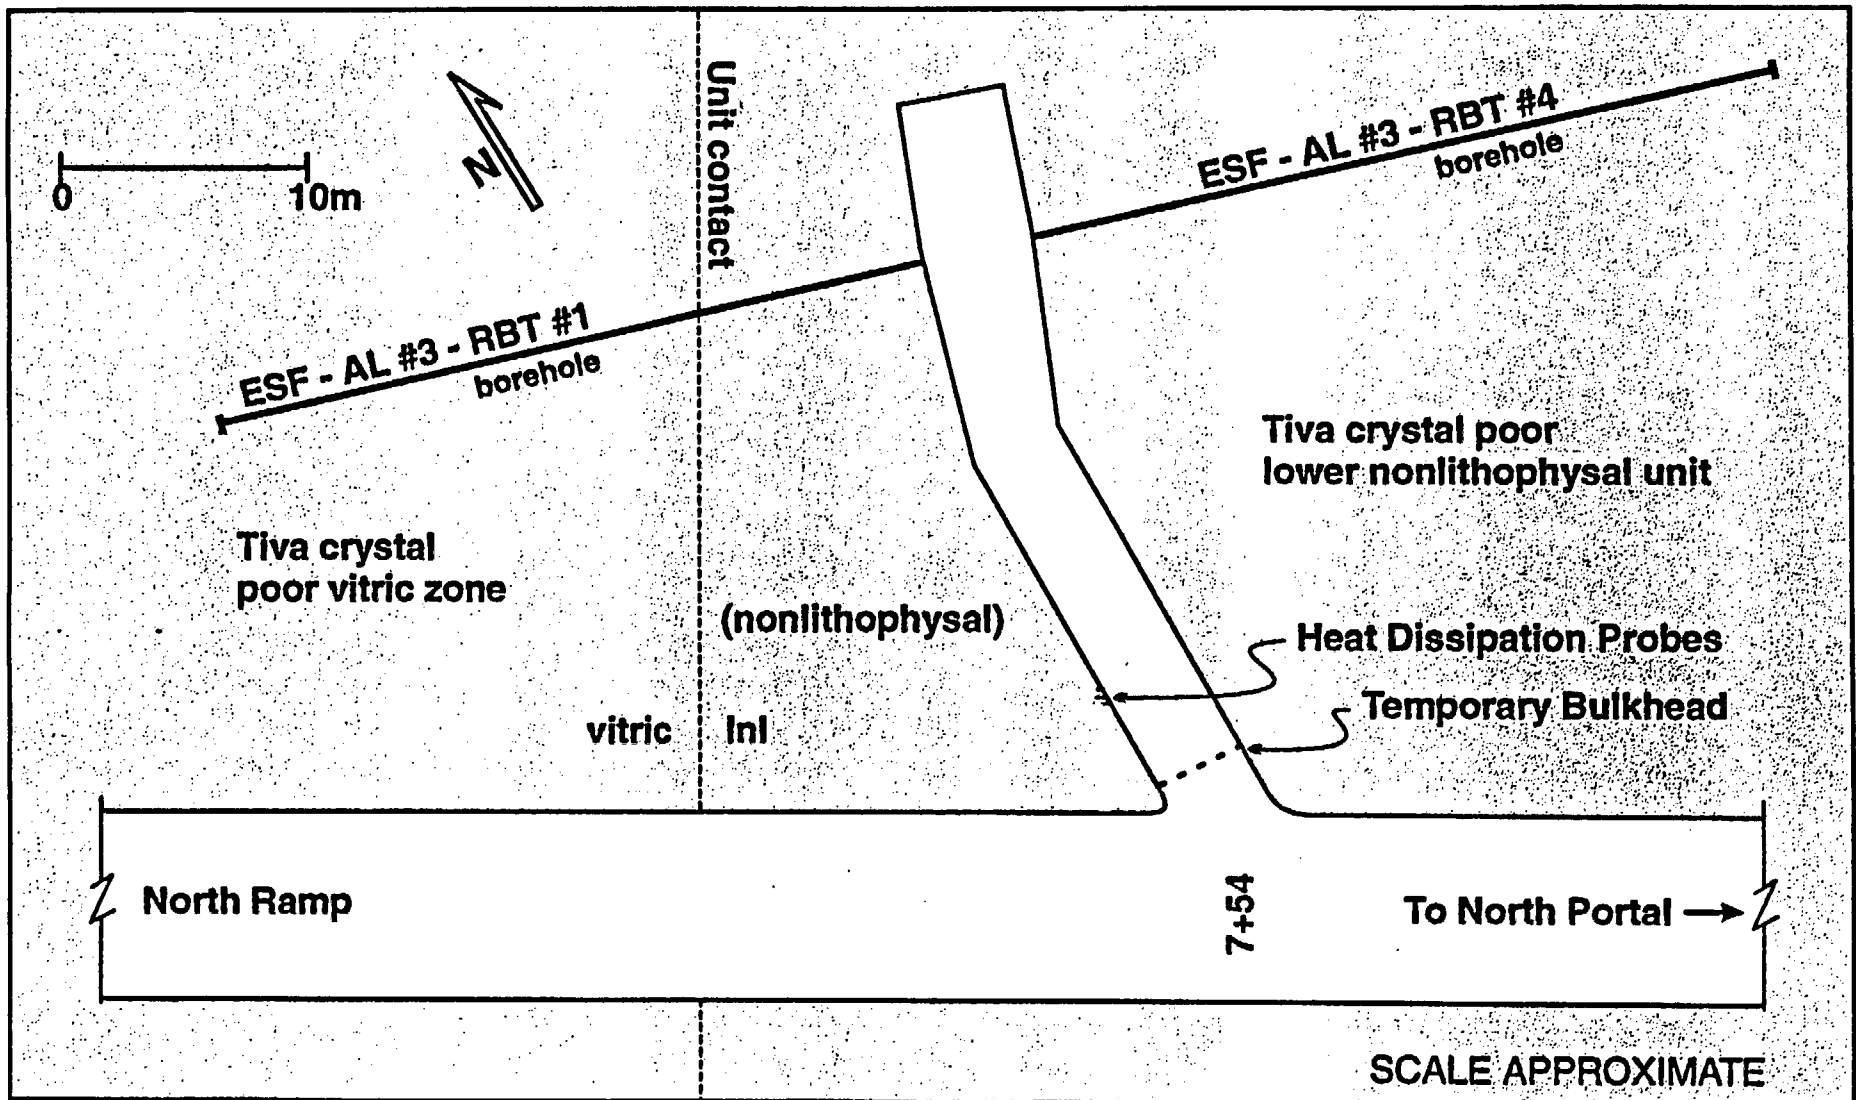 Unit contact
N
0 10m
ESF - AL #3 - RBT #4
borehole
ESF - AL #3 - RBT #1
borehole
Tiva crystal poor
lower nonlithophysal unit
Tiva crystal
poor vitric zone
(nonlithophysal)
Heat Dissipation Probes
Temporary Bulkhead
vitric lnl
North Ramp
7+54
To North Portal
SCALE APPROXIMATE